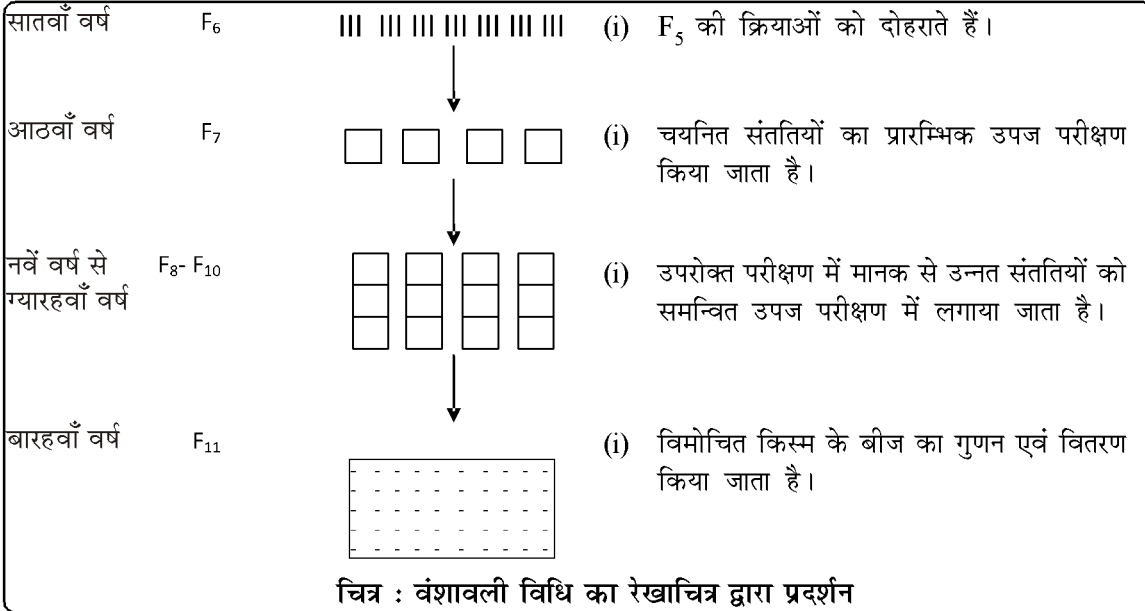 सातवाँ वर्ष F₆ (i) F₅ की क्रियाओं को दोहराते हैं।
आठवाँ वर्ष F₇ (i) चयनित संततियों का प्रारम्भिक उपज परीक्षण
किया जाता है।
नवें वर्ष से F₈- F₁₀ (i) उपरोक्त परीक्षण में मानक से उन्नत संततियों को
ग्यारहवाँ वर्ष समन्वित उपज परीक्षण में लगाया जाता है।
बारहवाँ वर्ष F₁₁ (i) विमोचित किस्म के बीज का गुणन एवं वितरण
किया जाता है।
चित्र : वंशावली विधि का रेखाचित्र द्वारा प्रदर्शन